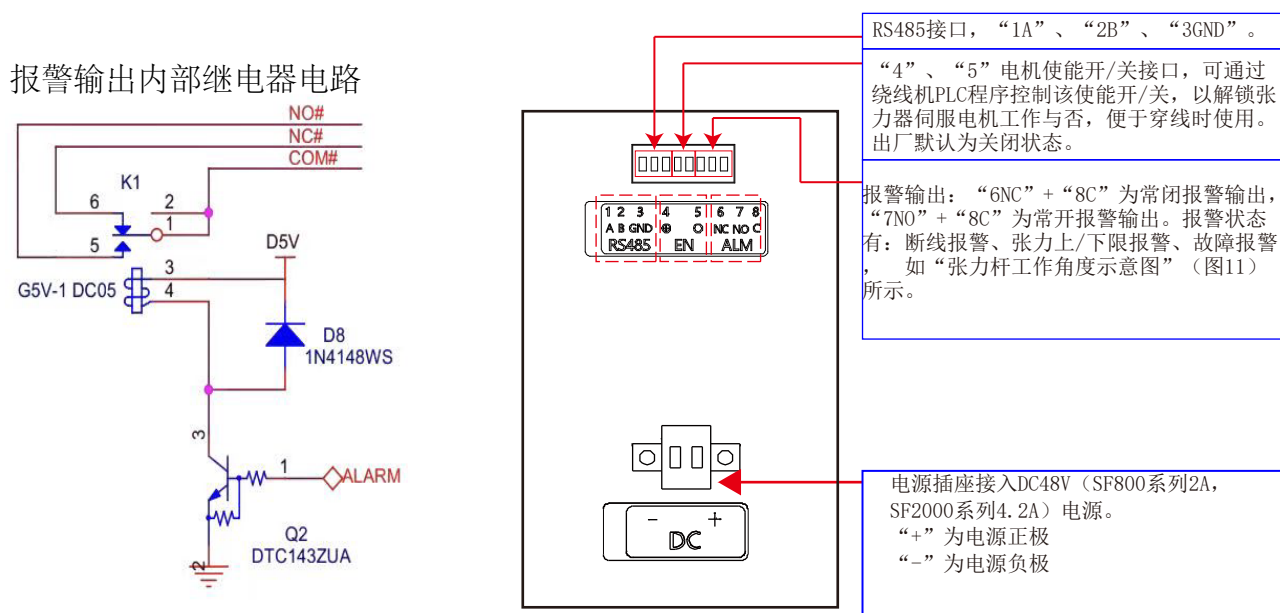 报警输出内部继电器电路
NO#
NC#
COM#
K1
6
2
1
5
D5V
3
4
G5V-1 DC05
D8
1N4148WS
3
1
ALARM
Q2
DTC143ZUA
2
1 2 3 4 5 6 7 8
A B GND NC NO C
RS485 EN ALM
- +
DC
RS485接口，“1A”、“2B”、“3GND”。
“4”、“5”电机使能开/关接口，可通过
绕线机PLC程序控制该使能开/关，以解锁张
力器伺服电机工作与否，便于穿线时使用。
出厂默认为关闭状态。
报警输出：“6NC”+“8C”为常闭报警输出，
“7NO”+“8C”为常开报警输出。报警状态
有：断线报警、张力上/下限报警、故障报警
， 如“张力杆工作角度示意图”（图11）
所示。
电源插座接入DC48V（SF800系列2A，
SF2000系列4.2A）电源。
“+”为电源正极
“-”为电源负极